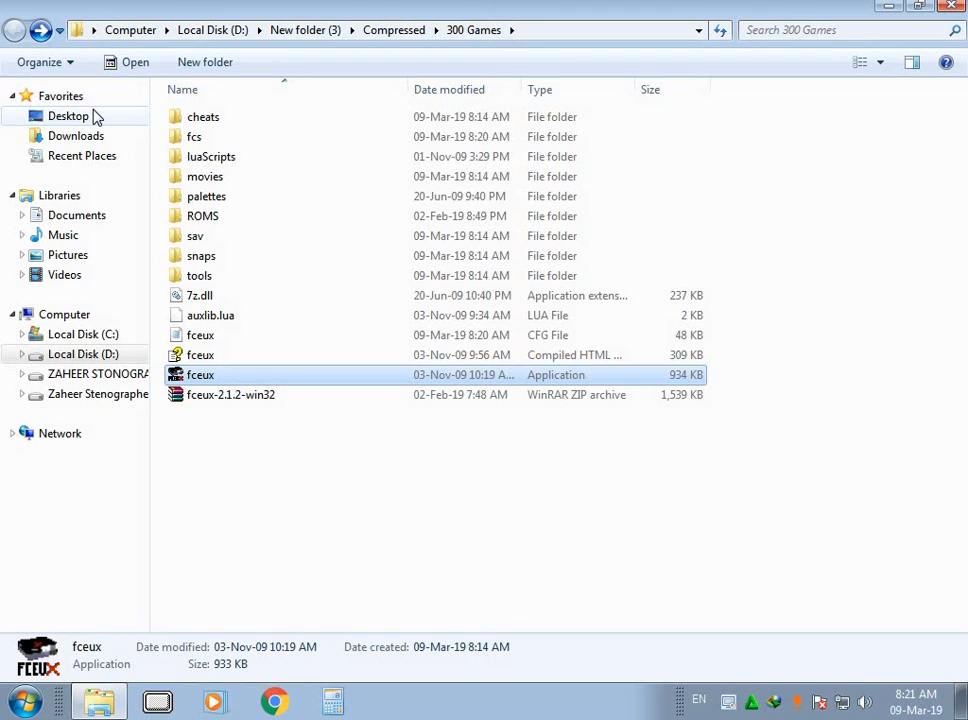 Computer Local Disk (D:) New folder (3) Compressed 300 Games Search 300 Games
Organize Open New folder
Favorites
Desktop
Downloads
Recent Places
Libraries
Documents
Music
Pictures
Videos
Computer
Local Disk (C:)
Local Disk (D:)
ZAHEER STONOGRA
Zaheer Stenographe
Network
Name Date modified Type Size
cheats 09-Mar-19 8:14 AM File folder
fcs 09-Mar-19 8:20 AM File folder
luaScripts 01-Nov-09 3:29 PM File folder
movies 09-Mar-19 8:14 AM File folder
palettes 20-Jun-09 9:40 PM File folder
ROMS 02-Feb-19 8:49 PM File folder
sav 09-Mar-19 8:14 AM File folder
snaps 09-Mar-19 8:14 AM File folder
tools 09-Mar-19 8:14 AM File folder
7z.dll 20-Jun-09 10:40 PM Application extens... 237 KB
auxlib.lua 03-Nov-09 9:34 AM LUA File 2 KB
fceux 09-Mar-19 8:20 AM CFG File 48 KB
fceux 03-Nov-09 9:56 AM Compiled HTML ... 309 KB
fceux 03-Nov-09 10:19 A... Application 934 KB
fceux-2.1.2-win32 02-Feb-19 7:48 AM WinRAR ZIP archive 1,539 KB
FCEUX
fceux Date modified: 03-Nov-09 10:19 AM Date created: 09-Mar-19 8:14 AM
Application Size: 933 KB
EN
8:21 AM
09-Mar-19